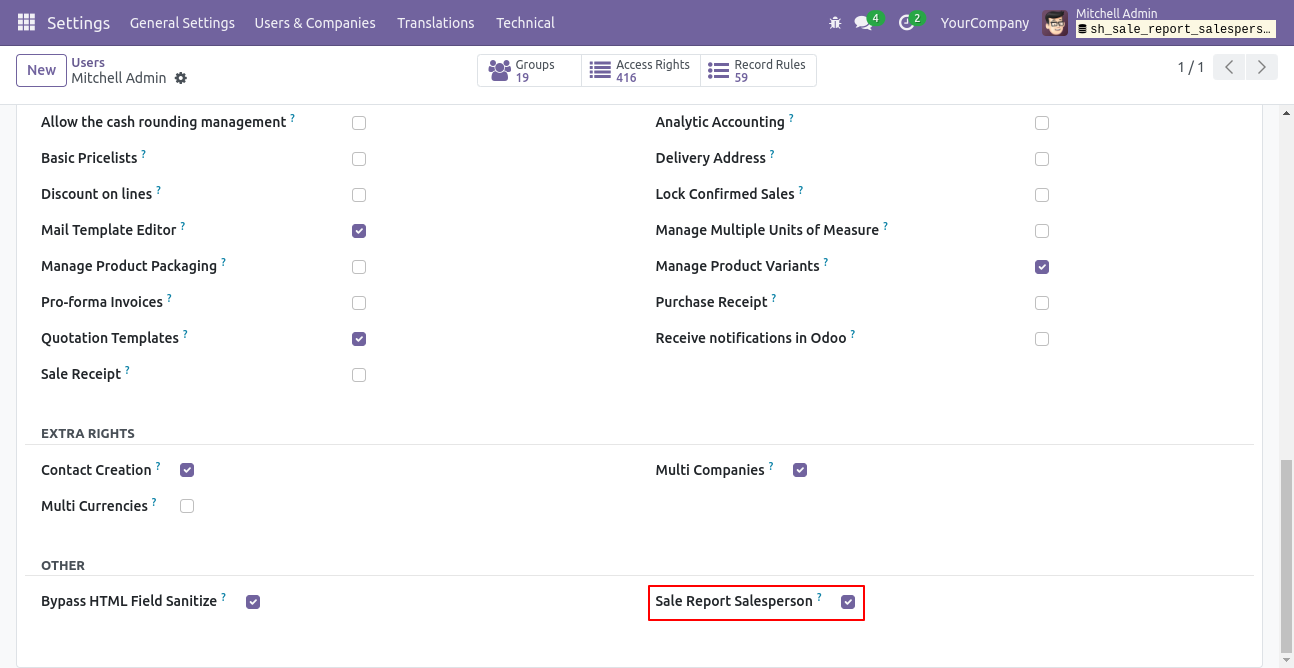 Settings General Settings Users & Companies Translations Technical 4 2 YourCompany Mitchell Admin
sh_sale_report_salespers…
New Users
Mitchell Admin
Groups
19
Access Rights
416
Record Rules
59
1 / 1
Allow the cash rounding management ? Analytic Accounting ?
Basic Pricelists ? Delivery Address ?
Discount on lines ? Lock Confirmed Sales ?
Mail Template Editor ? Manage Multiple Units of Measure ?
Manage Product Packaging ? Manage Product Variants ?
Pro-forma Invoices ? Purchase Receipt ?
Quotation Templates ? Receive notifications in Odoo ?
Sale Receipt ?
EXTRA RIGHTS
Contact Creation ? Multi Companies ?
Multi Currencies ?
OTHER
Bypass HTML Field Sanitize ? Sale Report Salesperson ?